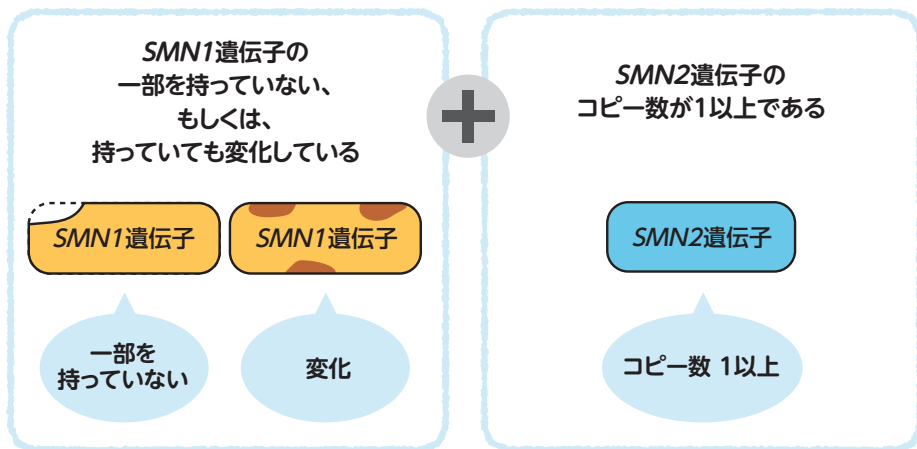 SMN1遺伝子の
一部を持っていない、
もしくは、
持っていても変化している
SMN1遺伝子
SMN1遺伝子
一部を
持っていない
変化
+
SMN2遺伝子の
コピー数が1以上である
SMN2遺伝子
コピー数 1以上